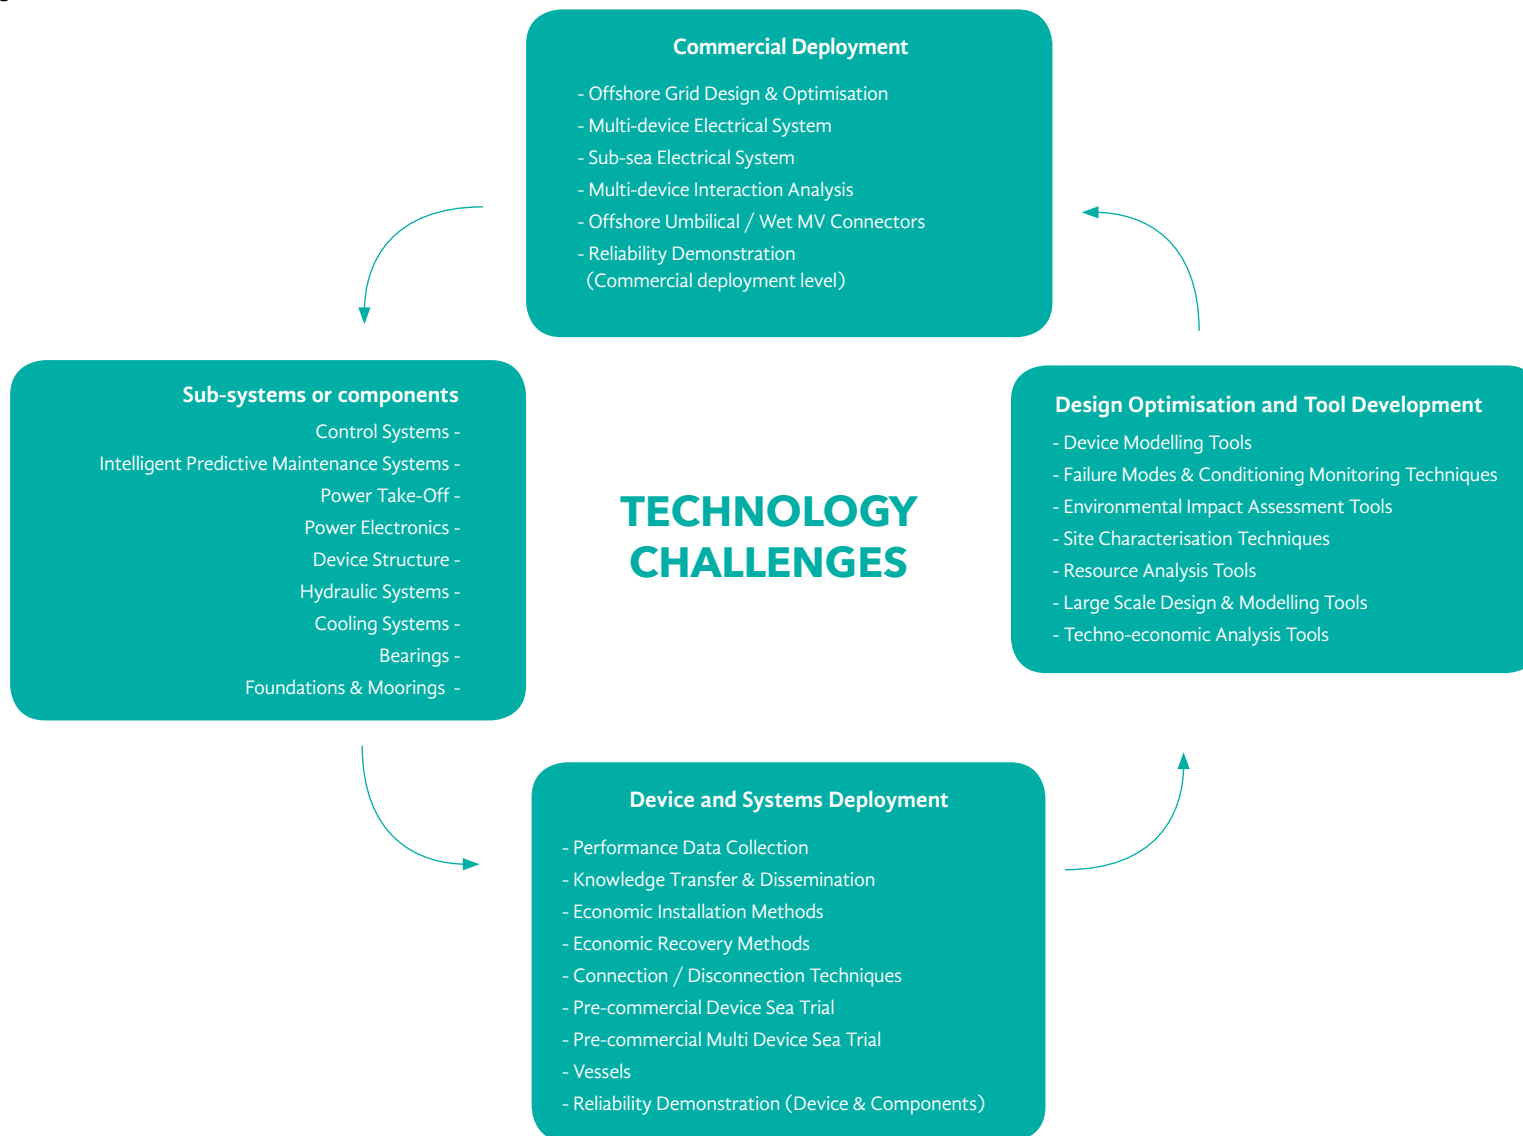 Commercial Deployment
- Offshore Grid Design & Optimisation
- Multi-device Electrical System
- Sub-sea Electrical System
- Multi-device Interaction Analysis
- Offshore Umbilical / Wet MV Connectors
- Reliability Demonstration
(Commercial deployment level)
Sub-systems or components
Control Systems -
Intelligent Predictive Maintenance Systems -
Power Take-Off -
Power Electronics -
Device Structure -
Hydraulic Systems -
Cooling Systems -
Bearings -
Foundations & Moorings -
TECHNOLOGY
CHALLENGES
Design Optimisation and Tool Development
- Device Modelling Tools
- Failure Modes & Conditioning Monitoring Techniques
- Environmental Impact Assessment Tools
- Site Characterisation Techniques
- Resource Analysis Tools
- Large Scale Design & Modelling Tools
- Techno-economic Analysis Tools
Device and Systems Deployment
- Performance Data Collection
- Knowledge Transfer & Dissemination
- Economic Installation Methods
- Economic Recovery Methods
- Connection / Disconnection Techniques
- Pre-commercial Device Sea Trial
- Pre-commercial Multi Device Sea Trial
- Vessels
- Reliability Demonstration (Device & Components)